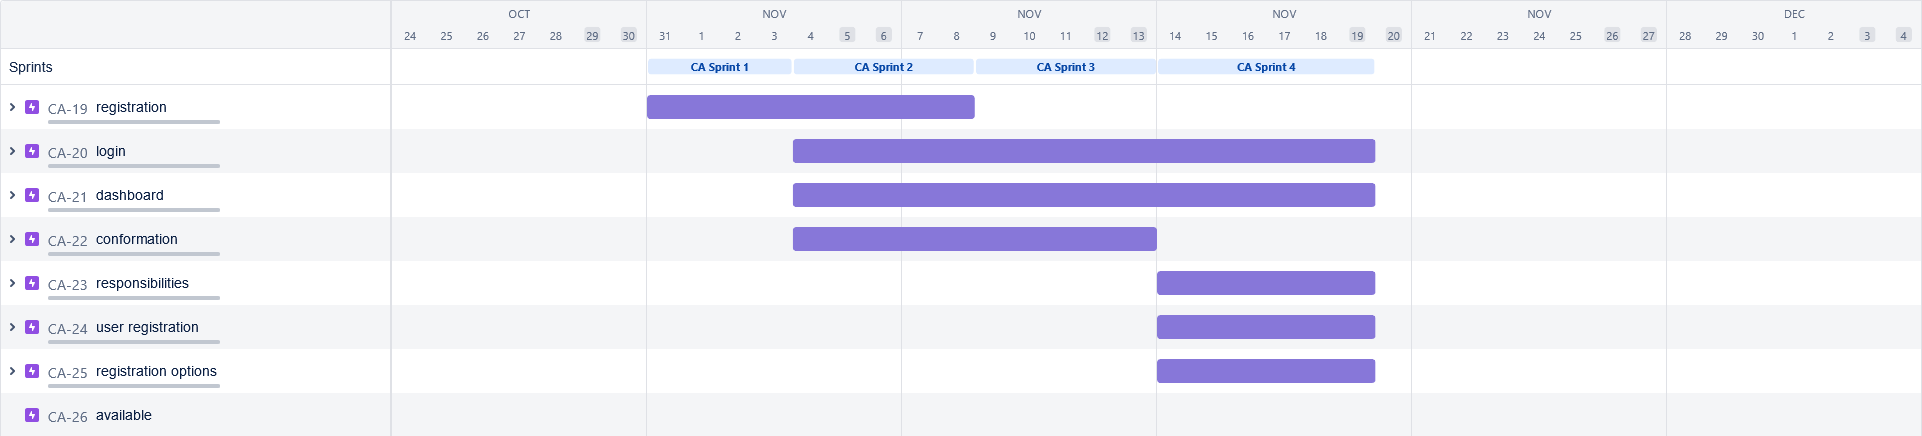 OCT NOV NOV NOV NOV DEC
24 25 26 27 28 29 30 31 1 2 3 4 5 6 7 8 9 10 11 12 13 14 15 16 17 18 19 20 21 22 23 24 25 26 27 28 29 30 1 2 3 4
Sprints CA Sprint 1 CA Sprint 2 CA Sprint 3 CA Sprint 4
CA-19 registration
CA-20 login
CA-21 dashboard
CA-22 conformation
CA-23 responsibilities
CA-24 user registration
CA-25 registration options
CA-26 available